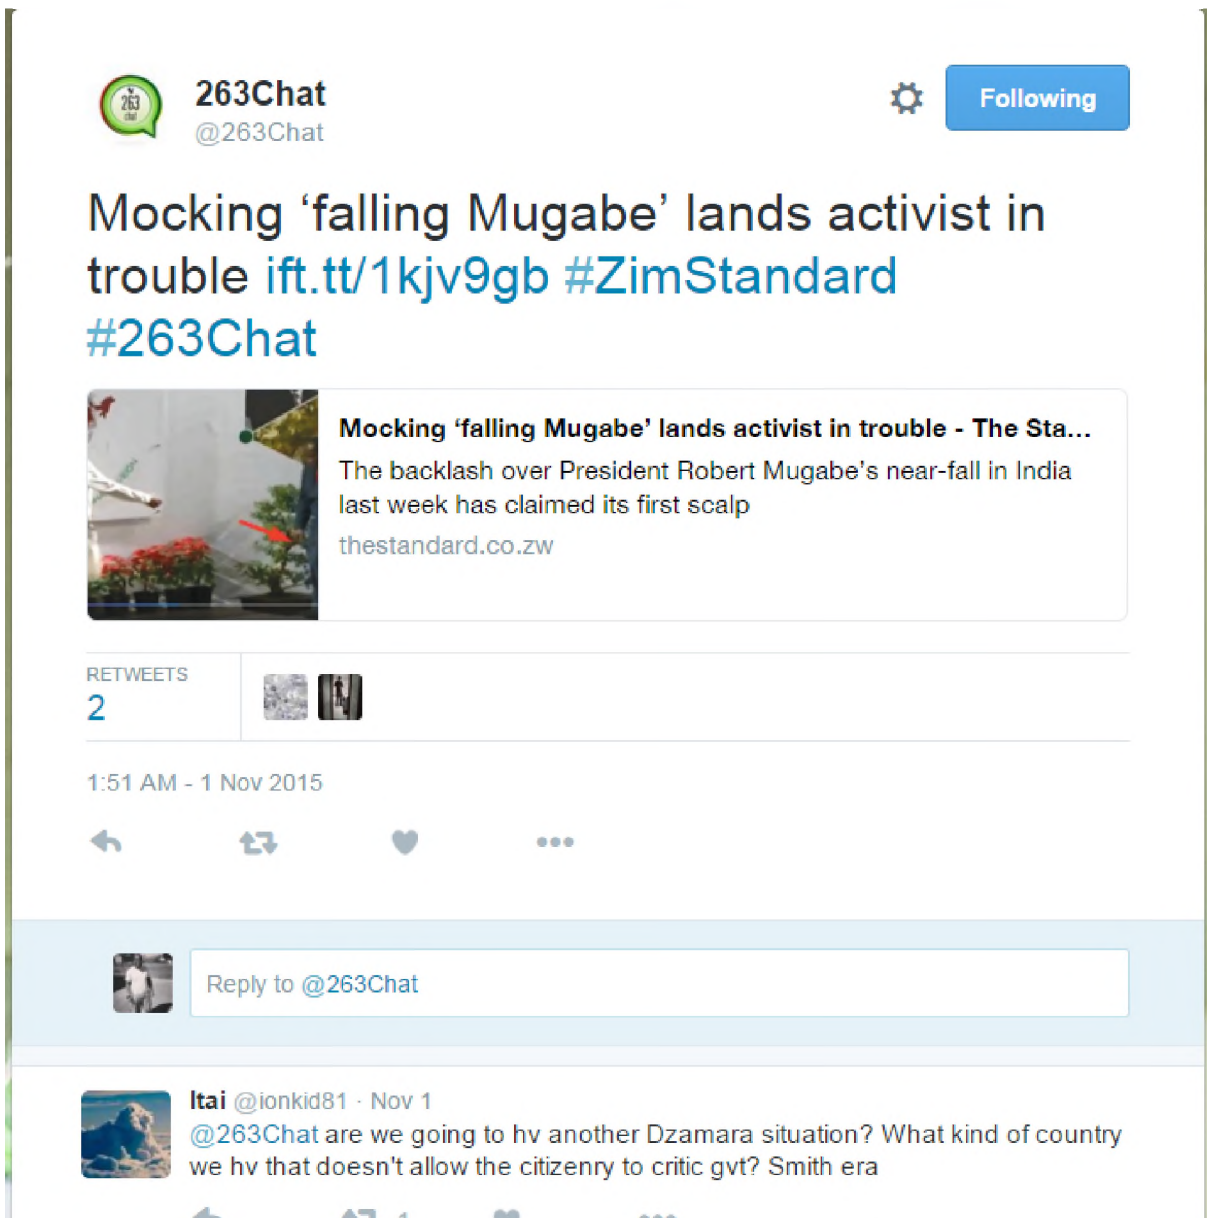 263
chat
263Chat
@263Chat
Following
Mocking ‘falling Mugabe’ lands activist in
trouble ift.tt/1kjv9gb #ZimStandard
#263Chat
Mocking ‘falling Mugabe’ lands activist in trouble - The Sta...
The backlash over President Robert Mugabe’s near-fall in India
last week has claimed its first scalp
thestandard.co.zw
RETWEETS
2
1:51 AM - 1 Nov 2015
Reply to @263Chat
Itai @ionkid81 · Nov 1
@263Chat are we going to hv another Dzamara situation? What kind of country
we hv that doesn't allow the citizenry to critic gvt? Smith era